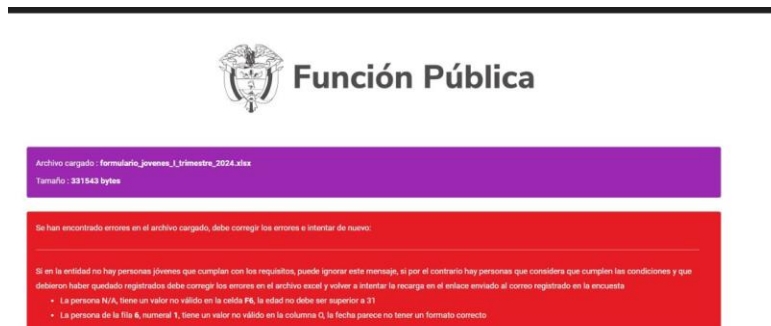 Función Pública
Archivo cargado : formulario_jovenes_I_trimestre_2024.xlsx
Tamaño : 331543 bytes
Se han encontrado errores en el archivo cargado, debe corregir los errores e intentar de nuevo:
Si en la entidad no hay personas jóvenes que cumplan con los requisitos, puede ignorar este mensaje, si por el contrario hay personas que considera que cumplen las condiciones y que
debieron haber quedado registrados debe corregir los errores en el archivo excel y volver a intentar la recarga en el enlace enviado al correo registrado en la encuesta
• La persona N/A, tiene un valor no válido en la celda F6, la edad no debe ser superior a 31
• La persona de la fila 6, numeral 1, tiene un valor no válido en la columna O, la fecha parece no tener un formato correcto